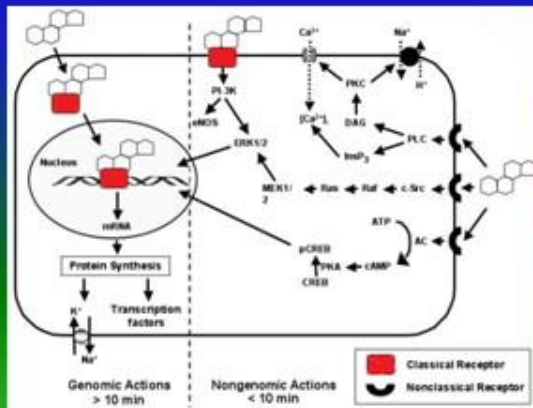 Ca²⁺
Na⁺
H⁺
PI-3K
eNOS
ERK1/2
PKC
DAG
[Ca²⁺]ᵢ
InsP₃
PLC
Nucleus
MEK1/
2
Ras
Raf
c-Src
mRNA
ATP
AC
pCREB
PKA
cAMP
CREB
Protein Synthesis
K⁺
Transcription
factors
Na⁺
Genomic Actions
> 10 min
Nongenomic Actions
< 10 min
Classical Receptor
Nonclassical Receptor